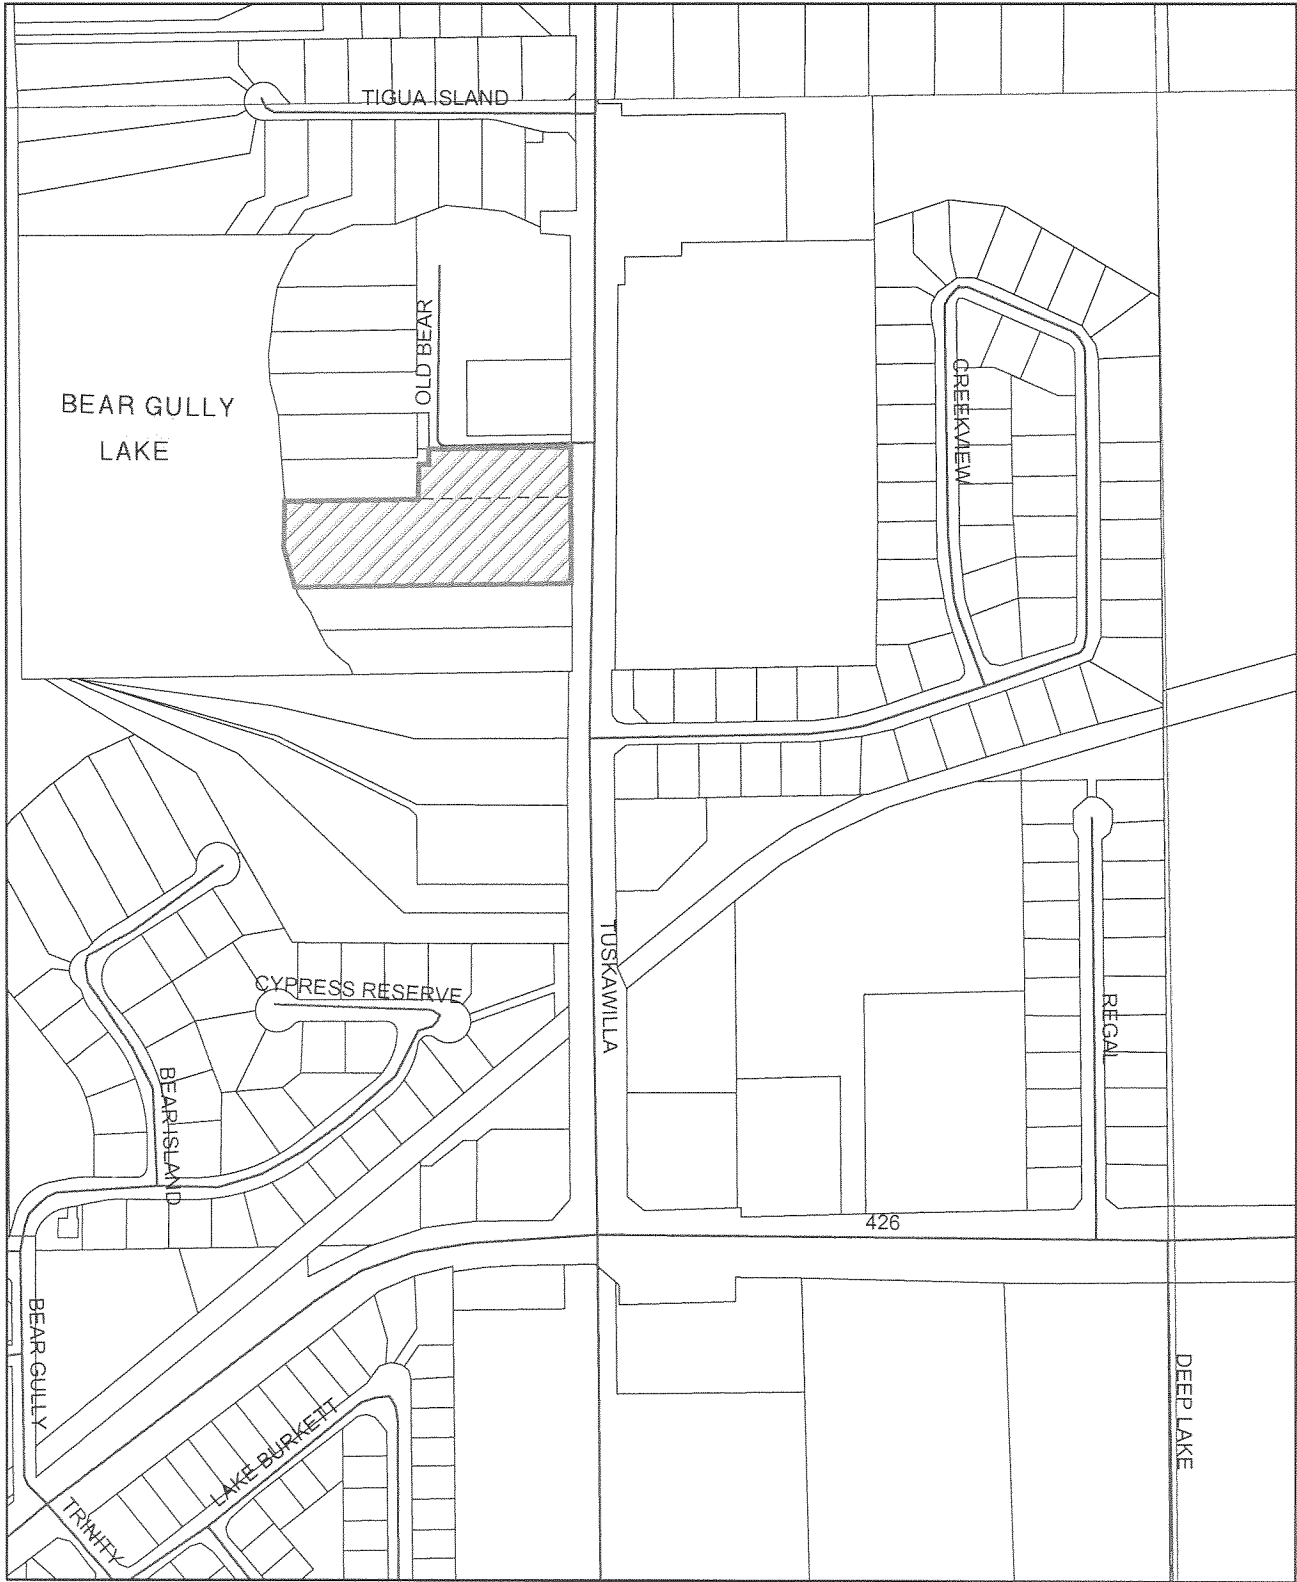 TIGUA ISLAND
OLD BEAR
BEAR GULLY
LAKE
CREEKVIEW
TUSKAWILLA
CYPRESS RESERVE
REGAL
BEAR ISLAND
426
BEAR GULLY
DEEP LAKE
LAKE BURKETT
TRINITY